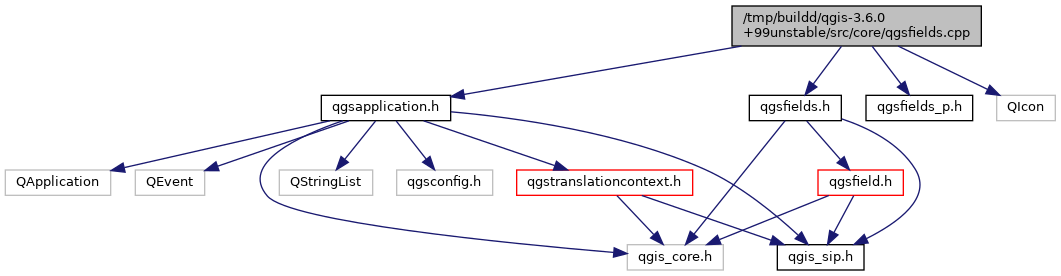 /tmp/buildd/qgis-3.6.0
+99unstable/src/core/qgsfields.cpp
qgsapplication.h
qgsfields.h
qgsfields_p.h
QIcon
QApplication
QEvent
QStringList
qgsconfig.h
qgstranslationcontext.h
qgsfield.h
qgis_core.h
qgis_sip.h